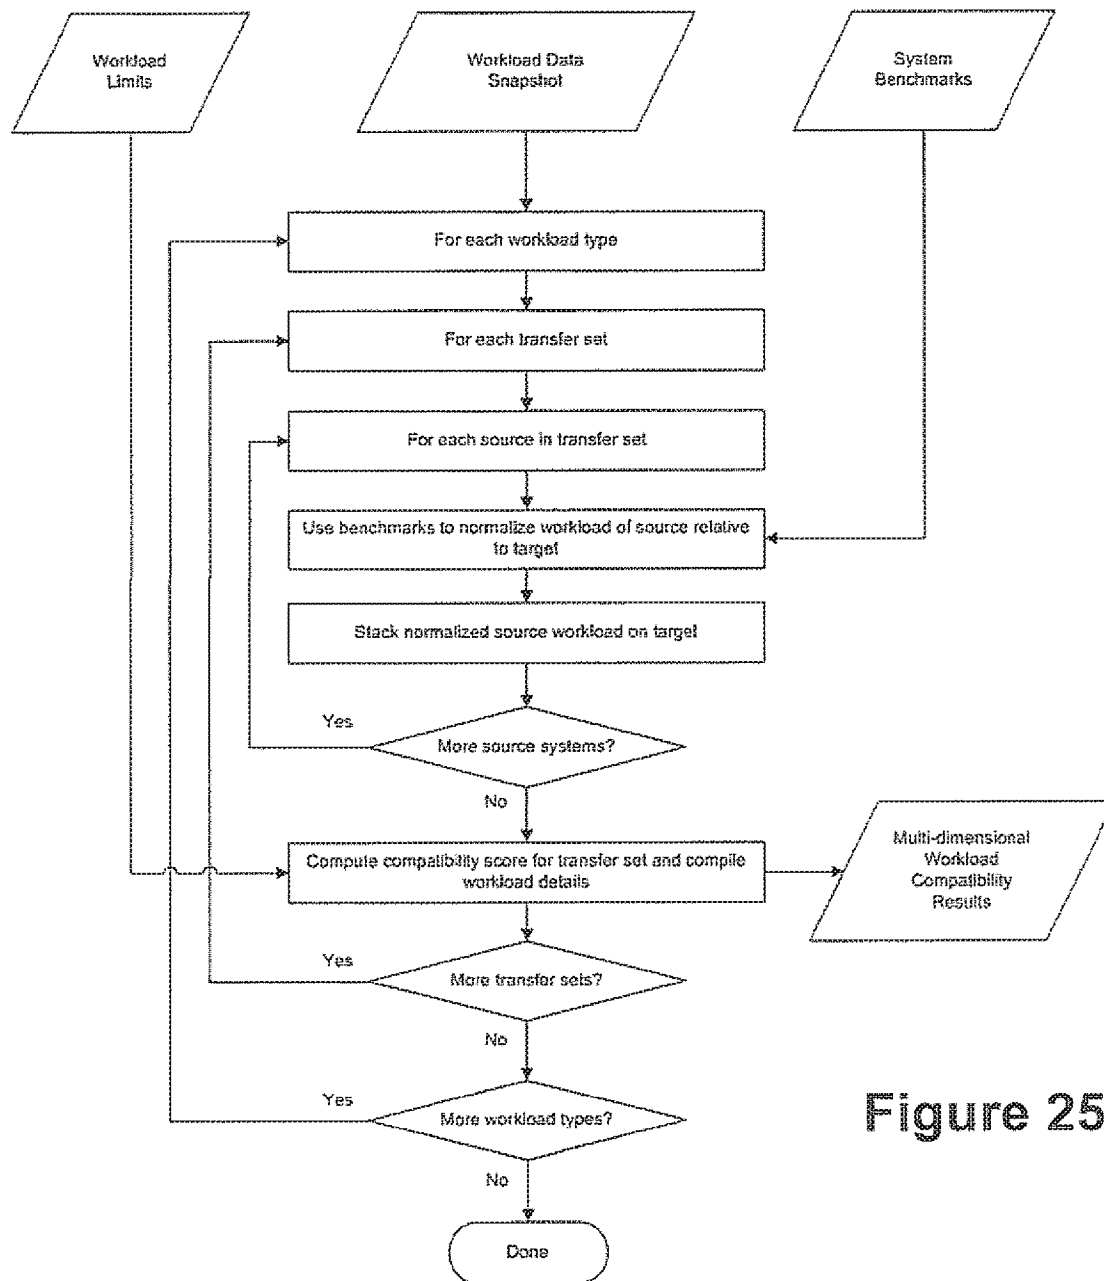 Workload
Limits
Workload Data
Snapshot
System
Benchmarks
For each workload type
For each transfer set
For each source in transfer set
Use benchmarks to normalize workload of source relative
to target
Stack normalized source workload on target
Yes
More source systems?
No
Compute compatibility score for transfer set and compile
workload details
Multi-dimensional
Workload
Compatibility
Results
Yes
More transfer sets?
No
Yes
More workload types?
Figure 25
No
Done